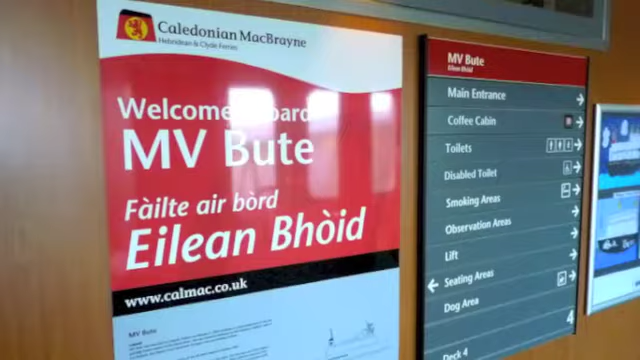 Caledonian MacBrayne
Hebridean & Clyde Ferries
Welcome board
MV Bute
Fàilte air bòrd
Eilean Bhòid
www.calmac.co.uk
MV Bute
MV Bute
Eilean Bhòid
Main Entrance
Coffee Cabin
Toilets
Disabled Toilet
Smoking Areas
Observation Areas
Lift
Seating Areas
Dog Area
4
Deck 4